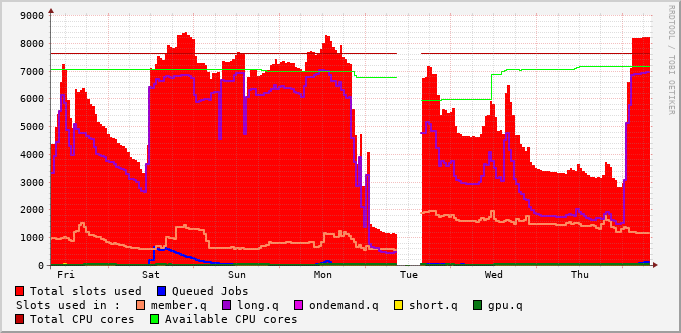 9000
8000
7000
6000
5000
4000
3000
2000
1000
0
Fri Sat Sun Mon Tue Wed Thu
RRDTOOL / TOBI OETIKER
Total slots used Queued Jobs
Slots used in : member.q long.q ondemand.q short.q gpu.q
Total CPU cores Available CPU cores